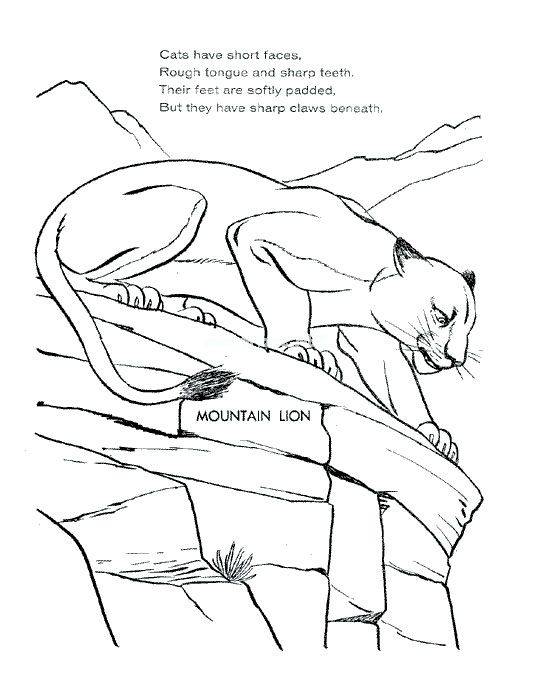 Cats have short faces,
Rough tongue and sharp teeth.
Their feet are softly padded,
But they have sharp claws beneath.
MOUNTAIN LION